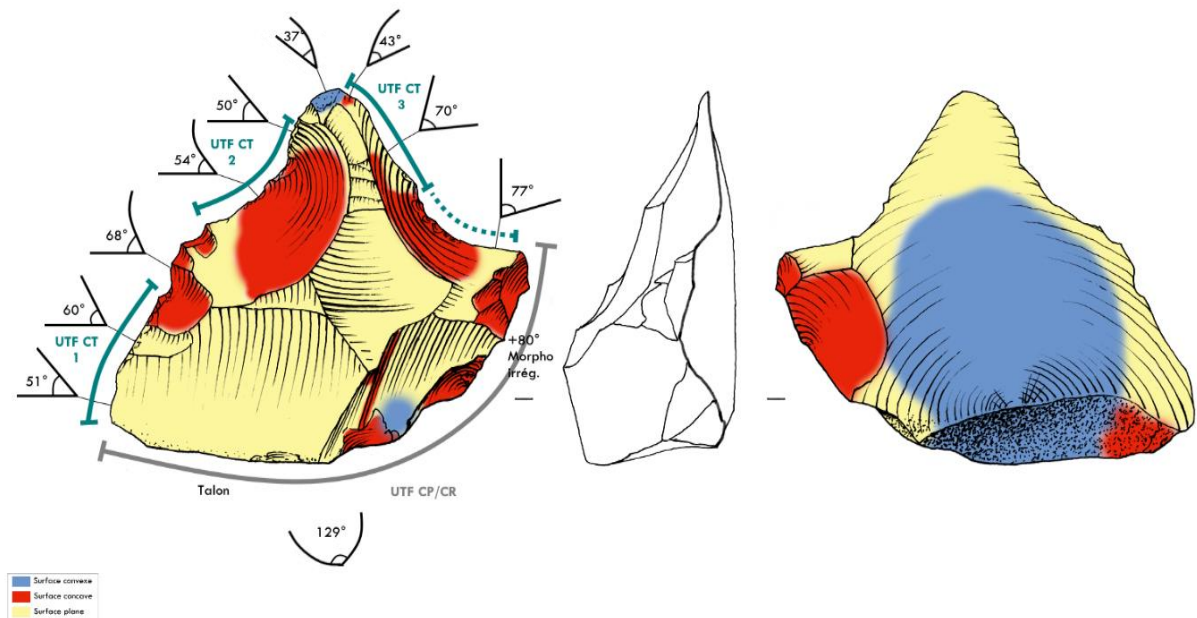 37°
43°
UTF CT
3
50°
70°
UTF CT
2
54°
77°
68°
60°
UTF CT
1
+80°
Morpho
irrég.
51°
Talon
UTF CP/CR
129°
Surface convexe
Surface concave
Surface plane